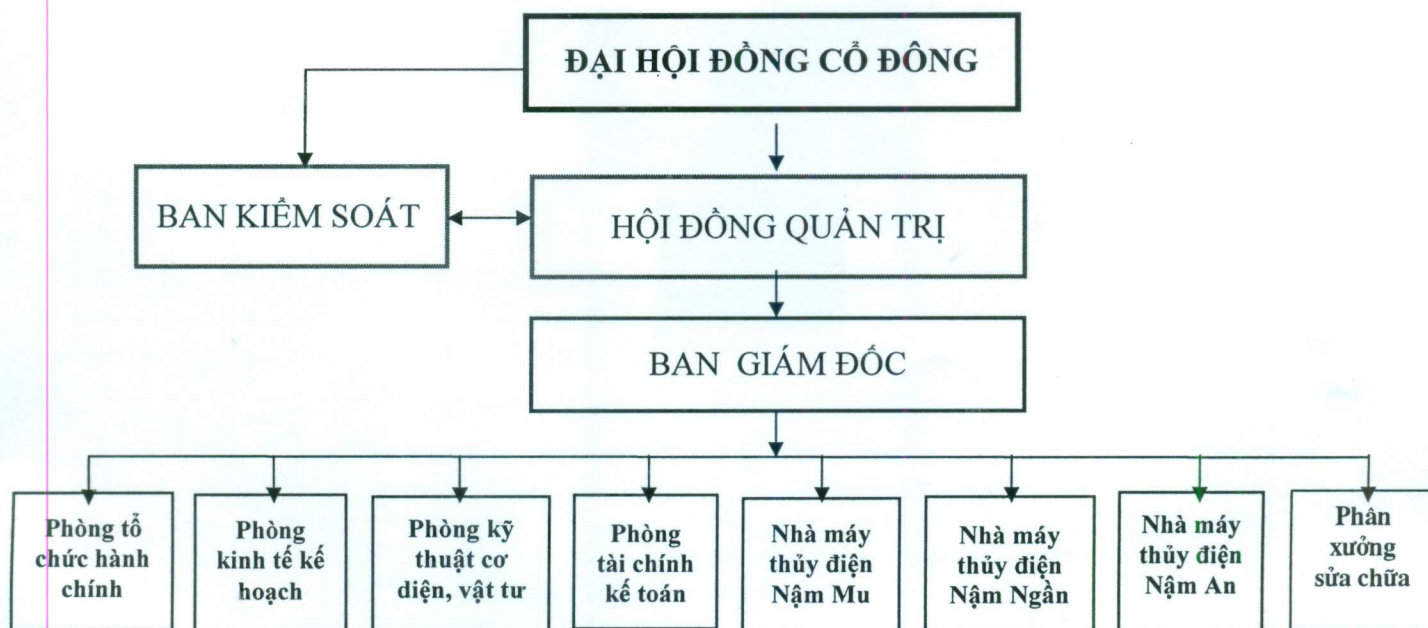 ĐẠI HỘI ĐỒNG CỔ ĐÔNG
BAN KIỂM SOÁT
HỘI ĐỒNG QUẢN TRỊ
BAN GIÁM ĐỐC
Phòng tổ
chức hành
chính
Phòng
kinh tế kế
hoạch
Phòng kỹ
thuật cơ
diện, vật tư
Phòng
tài chính
kế toán
Nhà máy
thủy điện
Nậm Mu
Nhà máy
thủy điện
Nậm Ngần
Nhà máy
thủy điện
Nậm An
Phân
xưởng
sửa chữa